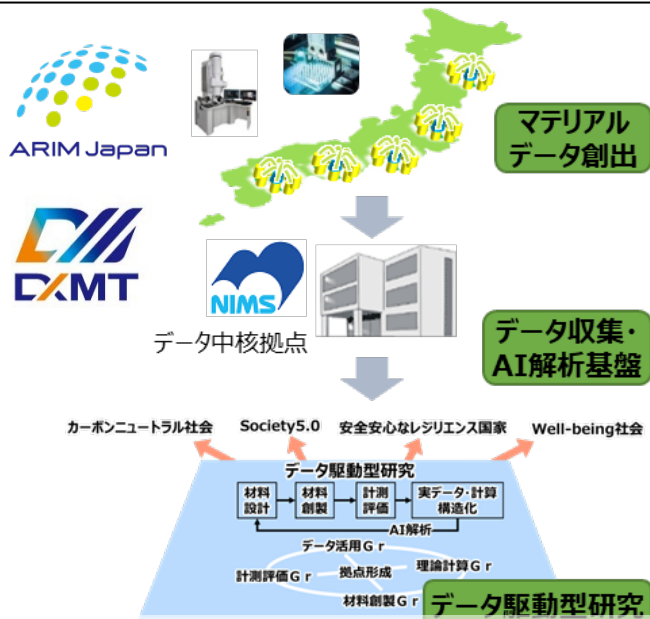 ARIM Japan
マテリアル
データ創出
DXMT
NIMS
データ中核拠点
データ収集・
AI解析基盤
カーボンニュートラル社会
Society5.0
安全安心なレジリエンス国家
Well-being社会
データ駆動型研究
材料
設計
材料
創製
計測
評価
実データ・計算
構造化
AI解析
データ活用Ｇｒ
計測評価Ｇｒ
拠点形成
理論計算Ｇｒ
材料創製Ｇｒ
データ駆動型研究